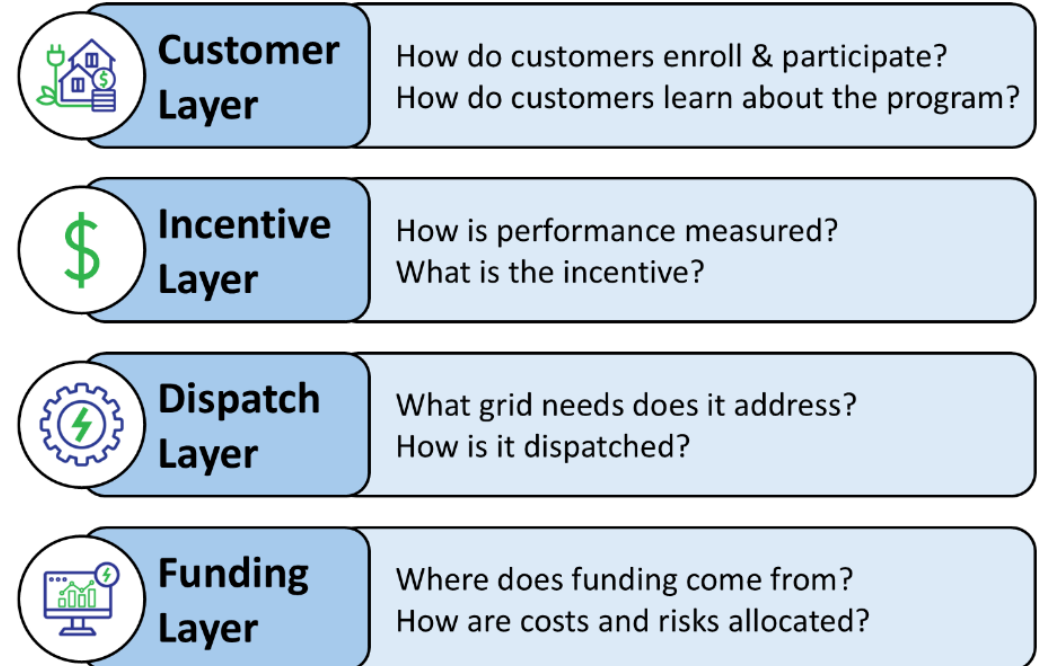 Customer
Layer
How do customers enroll & participate?
How do customers learn about the program?
$
Incentive
Layer
How is performance measured?
What is the incentive?
$
Dispatch
Layer
What grid needs does it address?
How is it dispatched?
Funding
Layer
Where does funding come from?
How are costs and risks allocated?